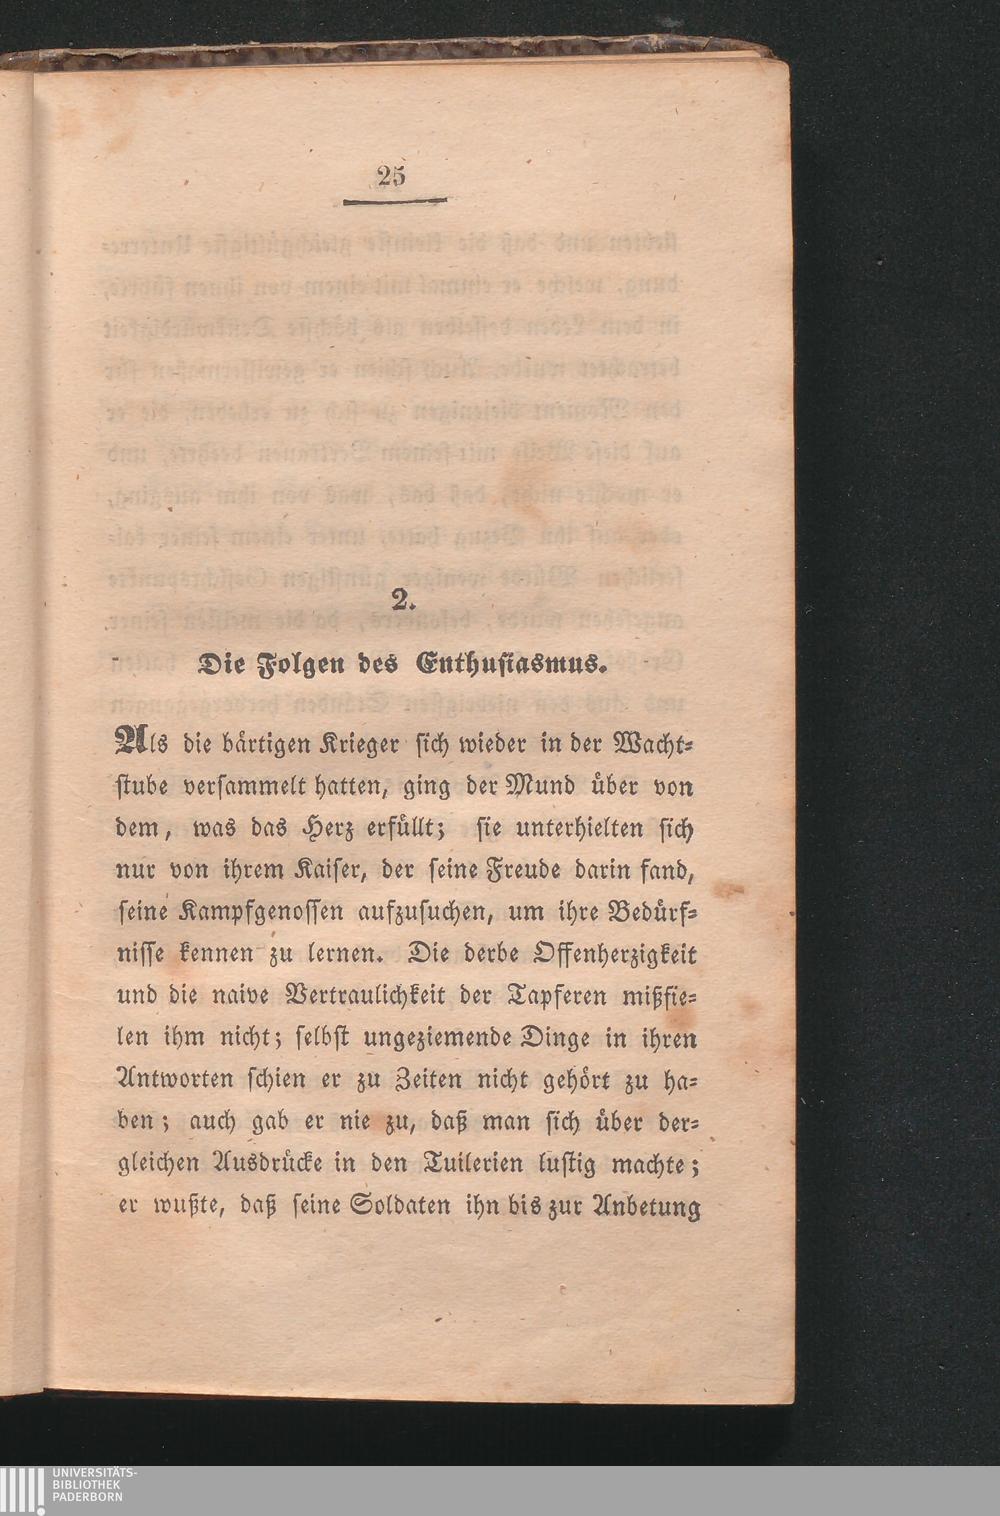 25
2.
Die Folgen des Enthusiasmus.
Als die bärtigen Krieger sich wieder in der Wacht-
stube versammelt hatten, ging der Mund über von
dem, was das Herz erfüllt; sie unterhielten sich
nur von ihrem Kaiser, der seine Freude darin fand,
seine Kampfgenossen aufzusuchen, um ihre Bedürf-
nisse kennen zu lernen. Die derbe Offenherzigkeit
und die naive Vertraulichkeit der Tapferen mißfie-
len ihm nicht; selbst ungeziemende Dinge in ihren
Antworten schien er zu Zeiten nicht gehört zu ha-
ben; auch gab er nie zu, daß man sich über der-
gleichen Ausdrücke in den Tuilerien lustig machte;
er wußte, daß seine Soldaten ihn bis zur Anbetung
UNIVERSITÄTS-
BIBLIOTHEK
PADERBORN